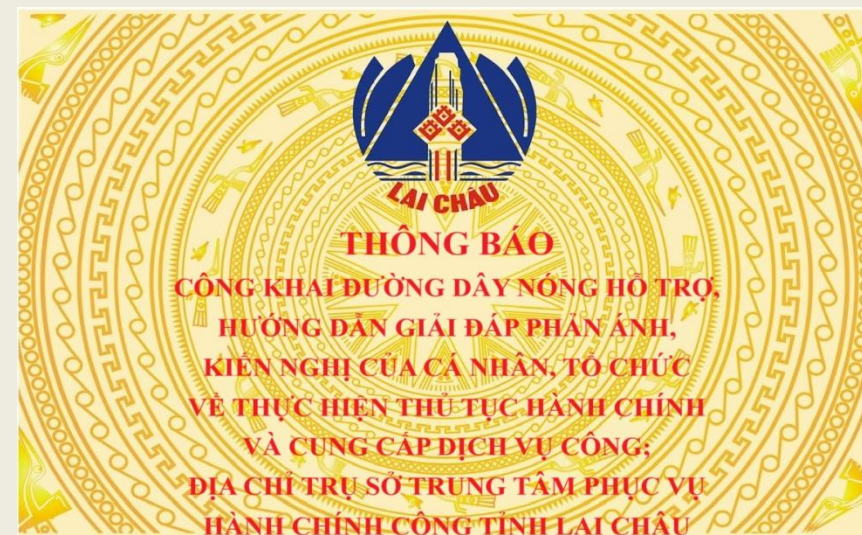 LAI CHÂU
THÔNG BÁO
CÔNG KHAI ĐƯỜNG DÂY NÓNG HỖ TRỢ,
HƯỚNG DẪN GIẢI ĐÁP PHẢN ÁNH,
KIẾN NGHỊ CỦA CÁ NHÂN, TỔ CHỨC
VỀ THỰC HIỆN THỦ TỤC HÀNH CHÍNH
VÀ CUNG CẤP DỊCH VỤ CÔNG;
ĐỊA CHỈ TRỤ SỞ TRUNG TÂM PHỤC VỤ
HÀNH CHÍNH CÔNG TỈNH LAI CHÂU